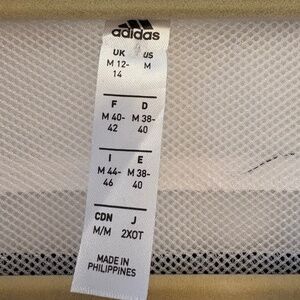 adidas
UK US
M 12- M
14
F D
M 40- M 38-
42 40
I E
M 44- M 38-
46 40
CDN J
M/M 2XOT
MADE IN
PHILIPPINES